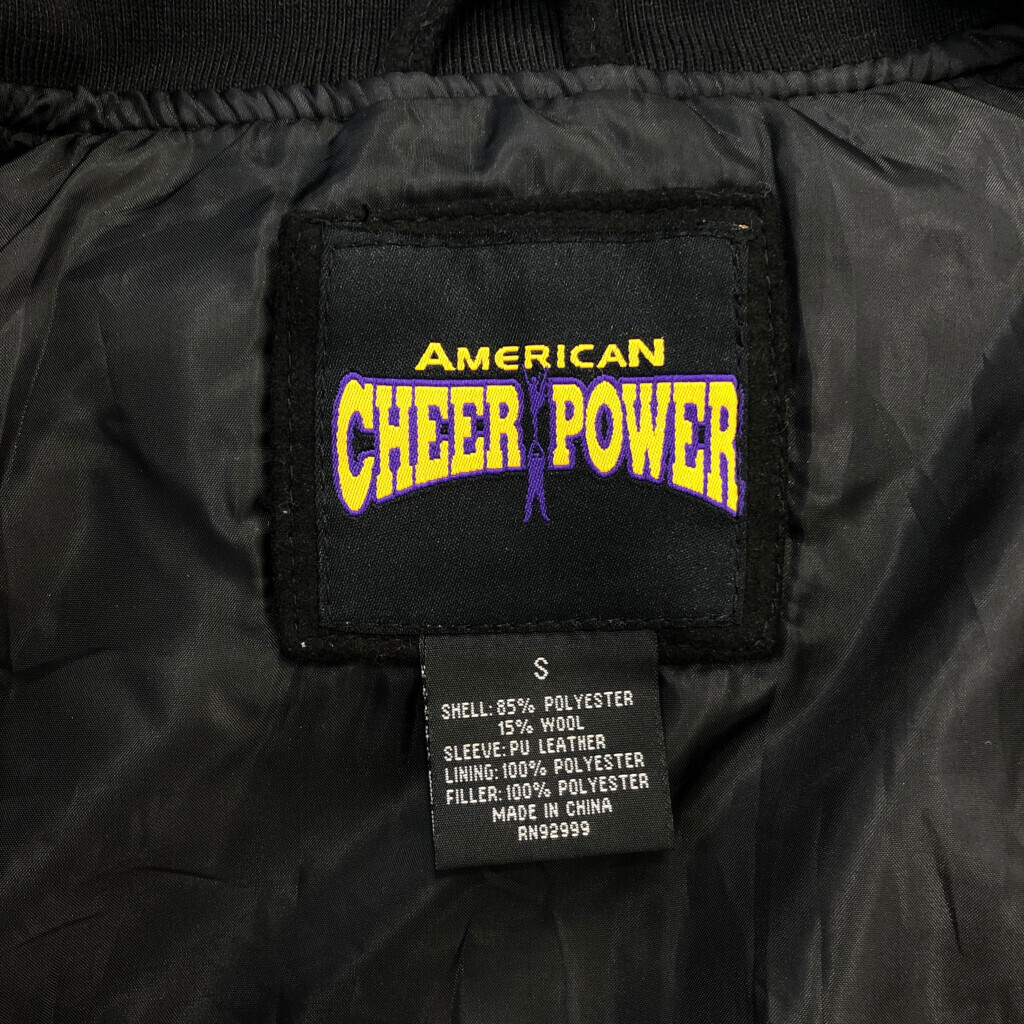 AMERICAN
CHEER POWER
S
SHELL: 85% POLYESTER
15% WOOL
SLEEVE: PU LEATHER
LINING: 100% POLYESTER
FILLER: 100% POLYESTER
MADE IN CHINA
RN92999